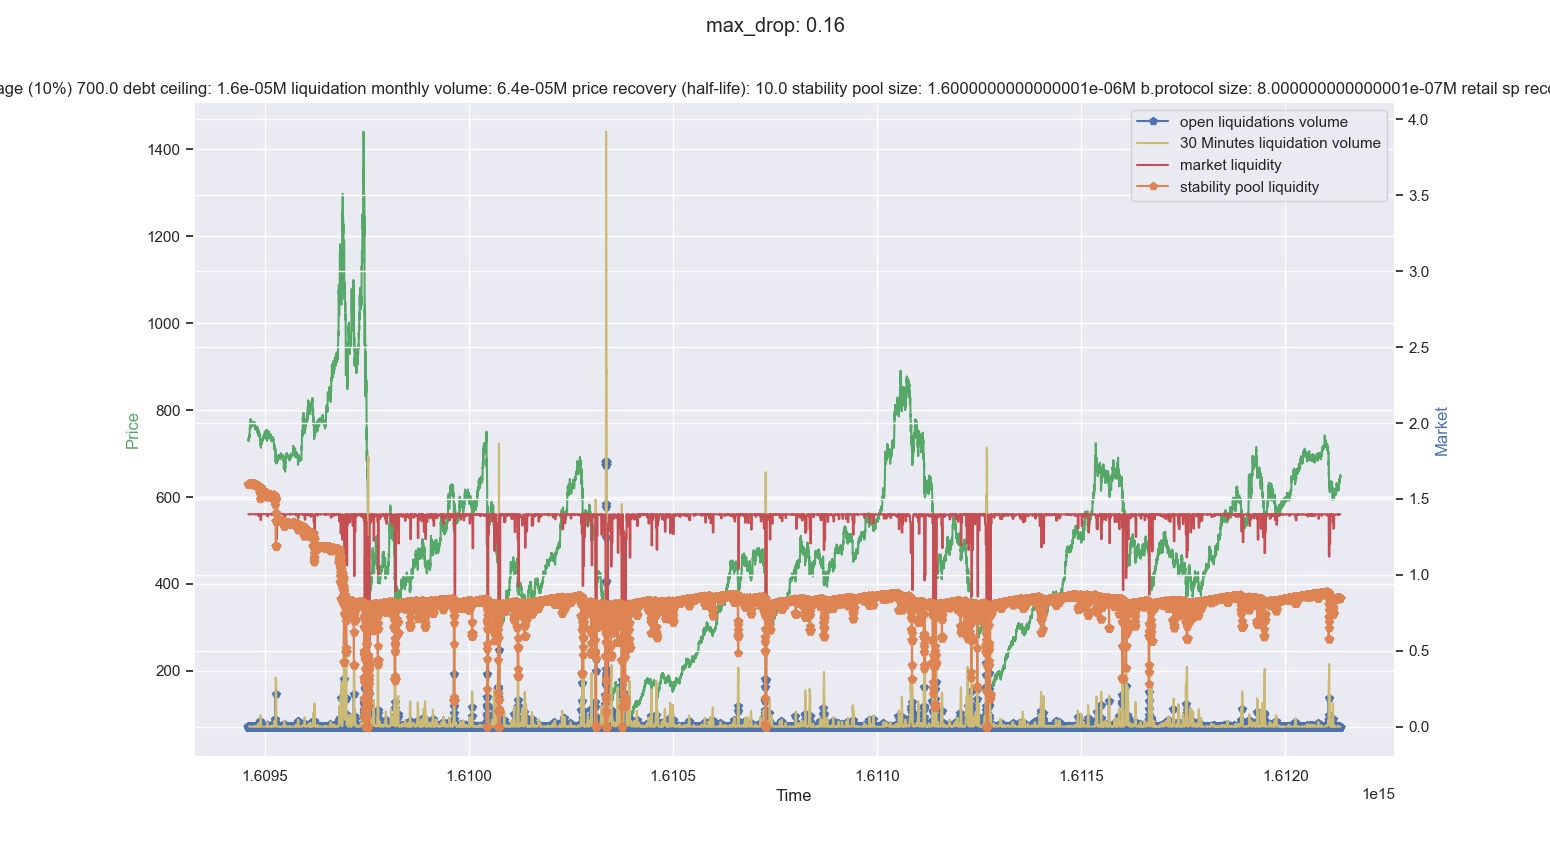 max_drop: 0.16
(10%) 700.0 debt ceiling: 1.6e-05M liquidation monthly volume: 6.4e-05M price recovery (half-life): 10.0 stability pool size: 1.6000000000000001e-06M b.protocol size: 8.000000000000001e-07M retail sp
open liquidations volume
30 Minutes liquidation volume
market liquidity
stability pool liquidity
1400
1200
1000
800
600
400
200
Price
4.0
3.5
3.0
2.5
2.0
1.5
1.0
0.5
0.0
Market
1.6095
1.6100
1.6105
1.6110
1.6115
1.6120
1e15
Time